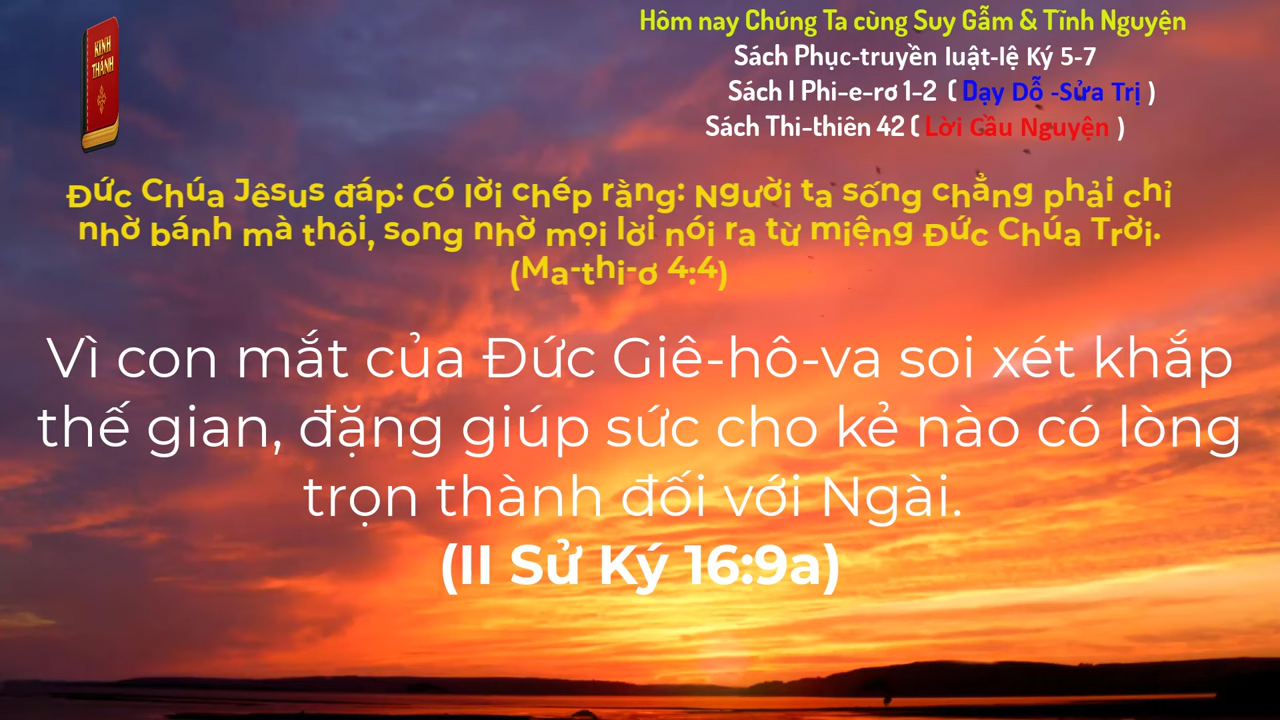 KINH
THÁNH
Hôm nay Chúng Ta cùng Suy Gẫm & Tĩnh Nguyện
Sách Phục-truyền luật-lệ Ký 5-7
Sách I Phi-e-rơ 1-2 ( Dạy Dỗ -Sửa Trị )
Sách Thi-thiên 42 ( Lời Cầu Nguyện )
Đức Chúa Jêsus đáp: Có lời chép rằng: Người ta sống chẳng phải chỉ
nhờ bánh mà thôi, song nhờ mọi lời nói ra từ miệng Đức Chúa Trời.
(Ma-thi-ơ 4:4)
Vì con mắt của Đức Giê-hô-va soi xét khắp
thế gian, đặng giúp sức cho kẻ nào có lòng
trọn thành đối với Ngài.
(II Sử Ký 16:9a)